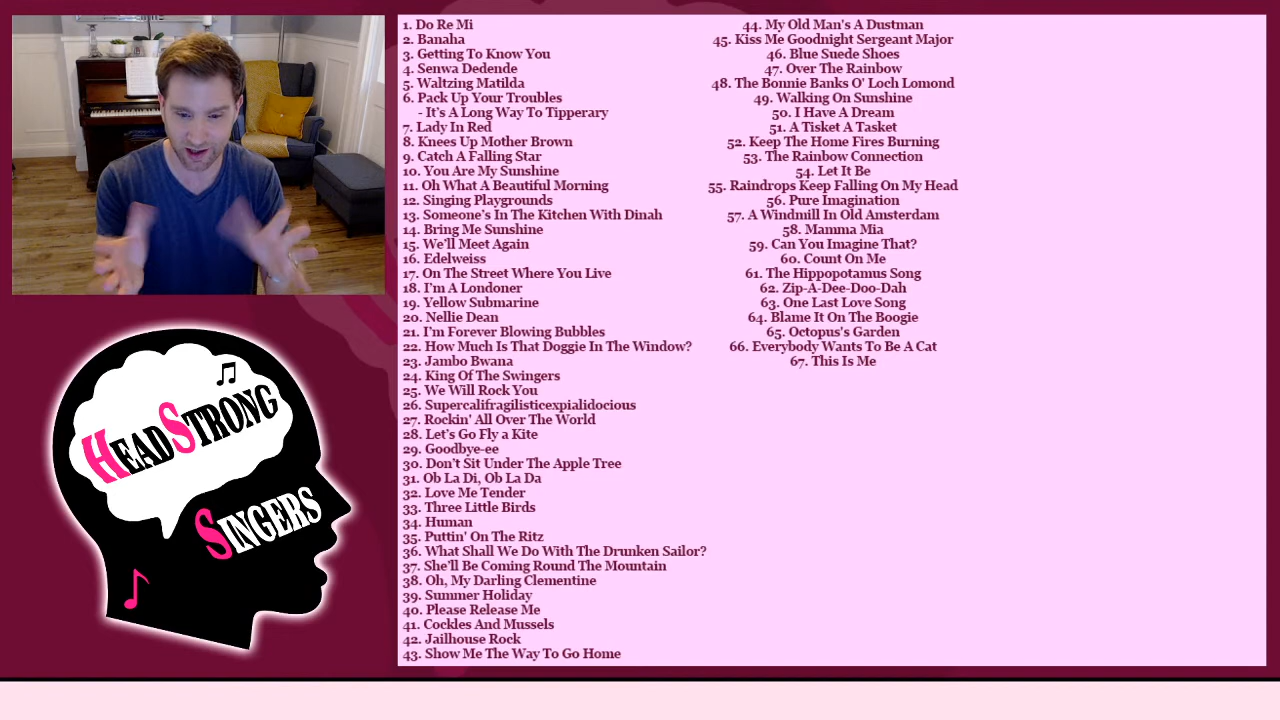 1. Do Re Mi
2. Banaha
3. Getting To Know You
4. Senwa Dedende
5. Waltzing Matilda
6. Pack Up Your Troubles
- It’s A Long Way To Tipperary
7. Lady In Red
8. Knees Up Mother Brown
9. Catch A Falling Star
10. You Are My Sunshine
11. Oh What A Beautiful Morning
12. Singing Playgrounds
13. Someone’s In The Kitchen With Dinah
14. Bring Me Sunshine
15. We’ll Meet Again
16. Edelweiss
17. On The Street Where You Live
18. I’m A Londoner
19. Yellow Submarine
20. Nellie Dean
21. I’m Forever Blowing Bubbles
22. How Much Is That Doggie In The Window?
23. Jambo Bwana
24. King Of The Swingers
25. We Will Rock You
26. Supercalifragilisticexpialidocious
27. Rockin' All Over The World
28. Let’s Go Fly a Kite
29. Goodbye-ee
30. Don’t Sit Under The Apple Tree
31. Ob La Di, Ob La Da
32. Love Me Tender
33. Three Little Birds
34. Human
35. Puttin' On The Ritz
36. What Shall We Do With The Drunken Sailor?
37. She’ll Be Coming Round The Mountain
38. Oh, My Darling Clementine
39. Summer Holiday
40. Please Release Me
41. Cockles And Mussels
42. Jailhouse Rock
43. Show Me The Way To Go Home
44. My Old Man's A Dustman
45. Kiss Me Goodnight Sergeant Major
46. Blue Suede Shoes
47. Over The Rainbow
48. The Bonnie Banks O' Loch Lomond
49. Walking On Sunshine
50. I Have A Dream
51. A Tisket A Tasket
52. Keep The Home Fires Burning
53. The Rainbow Connection
54. Let It Be
55. Raindrops Keep Falling On My Head
56. Pure Imagination
57. A Windmill In Old Amsterdam
58. Mamma Mia
59. Can You Imagine That?
60. Count On Me
61. The Hippopotamus Song
62. Zip-A-Dee-Doo-Dah
63. One Last Love Song
64. Blame It On The Boogie
65. Octopus's Garden
66. Everybody Wants To Be A Cat
67. This Is Me
HEADSTRONG
SINGERS